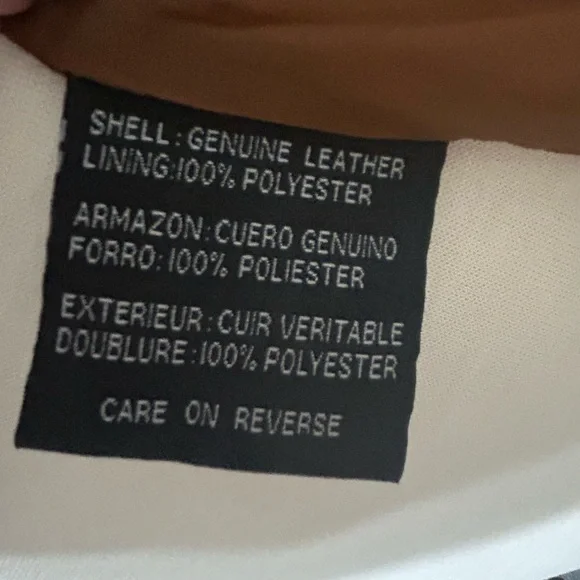 SHELL: GENUINE LEATHER
LINING:100% POLYESTER
ARMAZON: CUERO GENUINO
FORRO: 100% POLIESTER
EXTERIEUR: CUIR VERITABLE
DOUBLURE:100% POLYESTER
CARE ON REVERSE